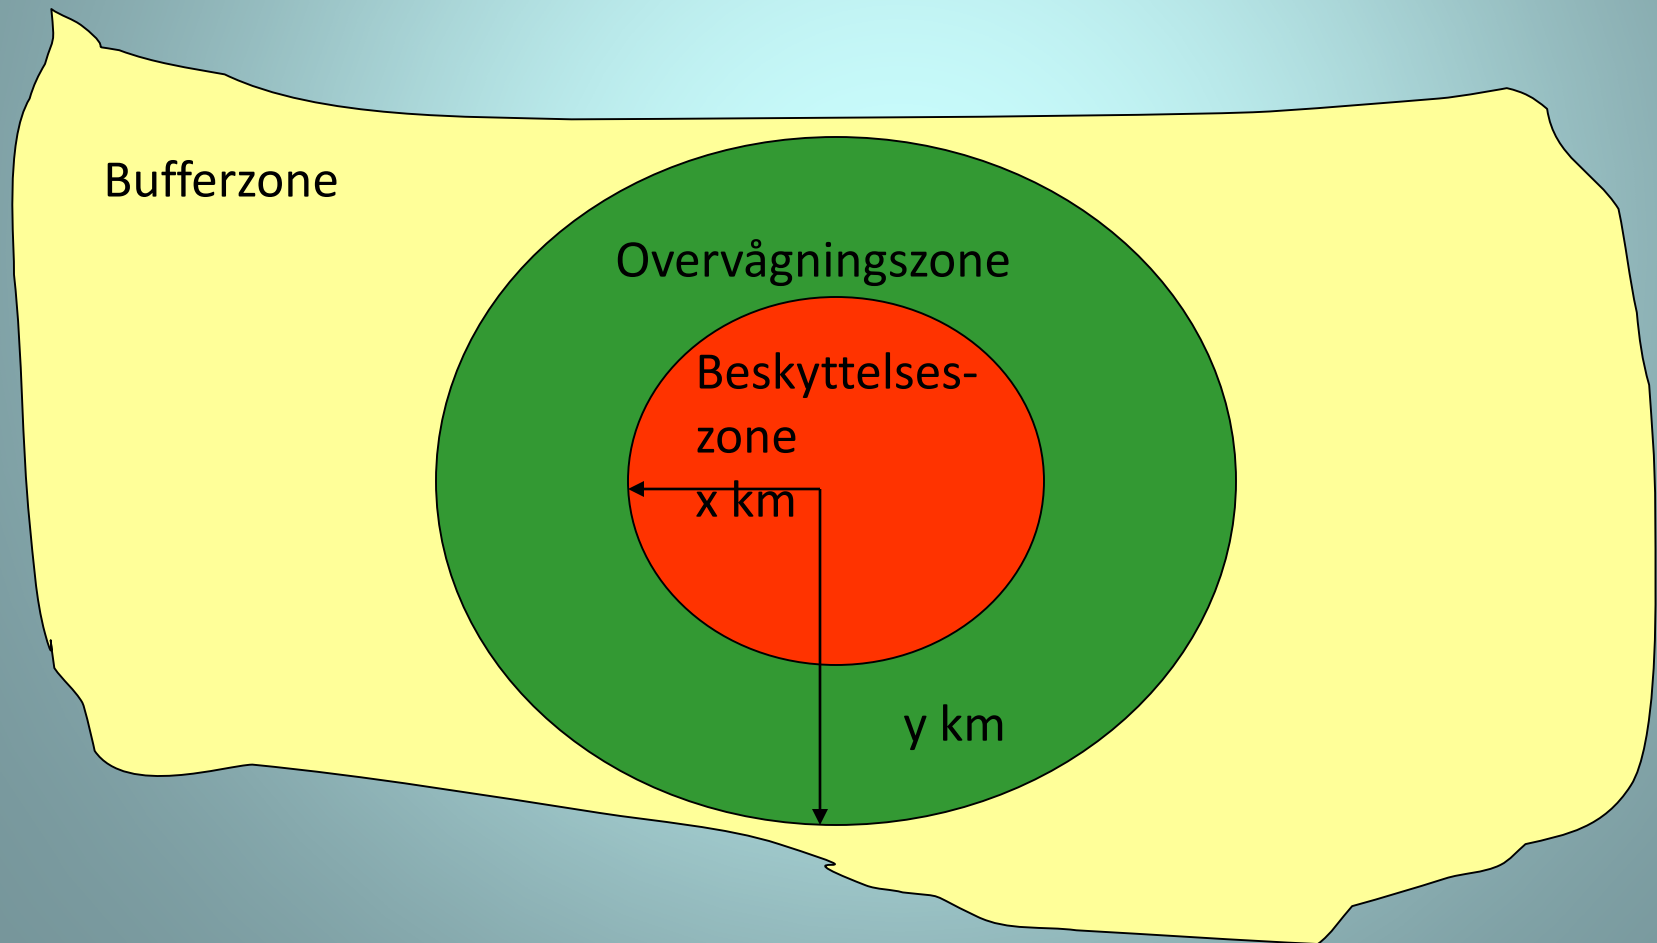 Bufferzone
Overvågningszone
Beskyttelses-
zone
x km
y km